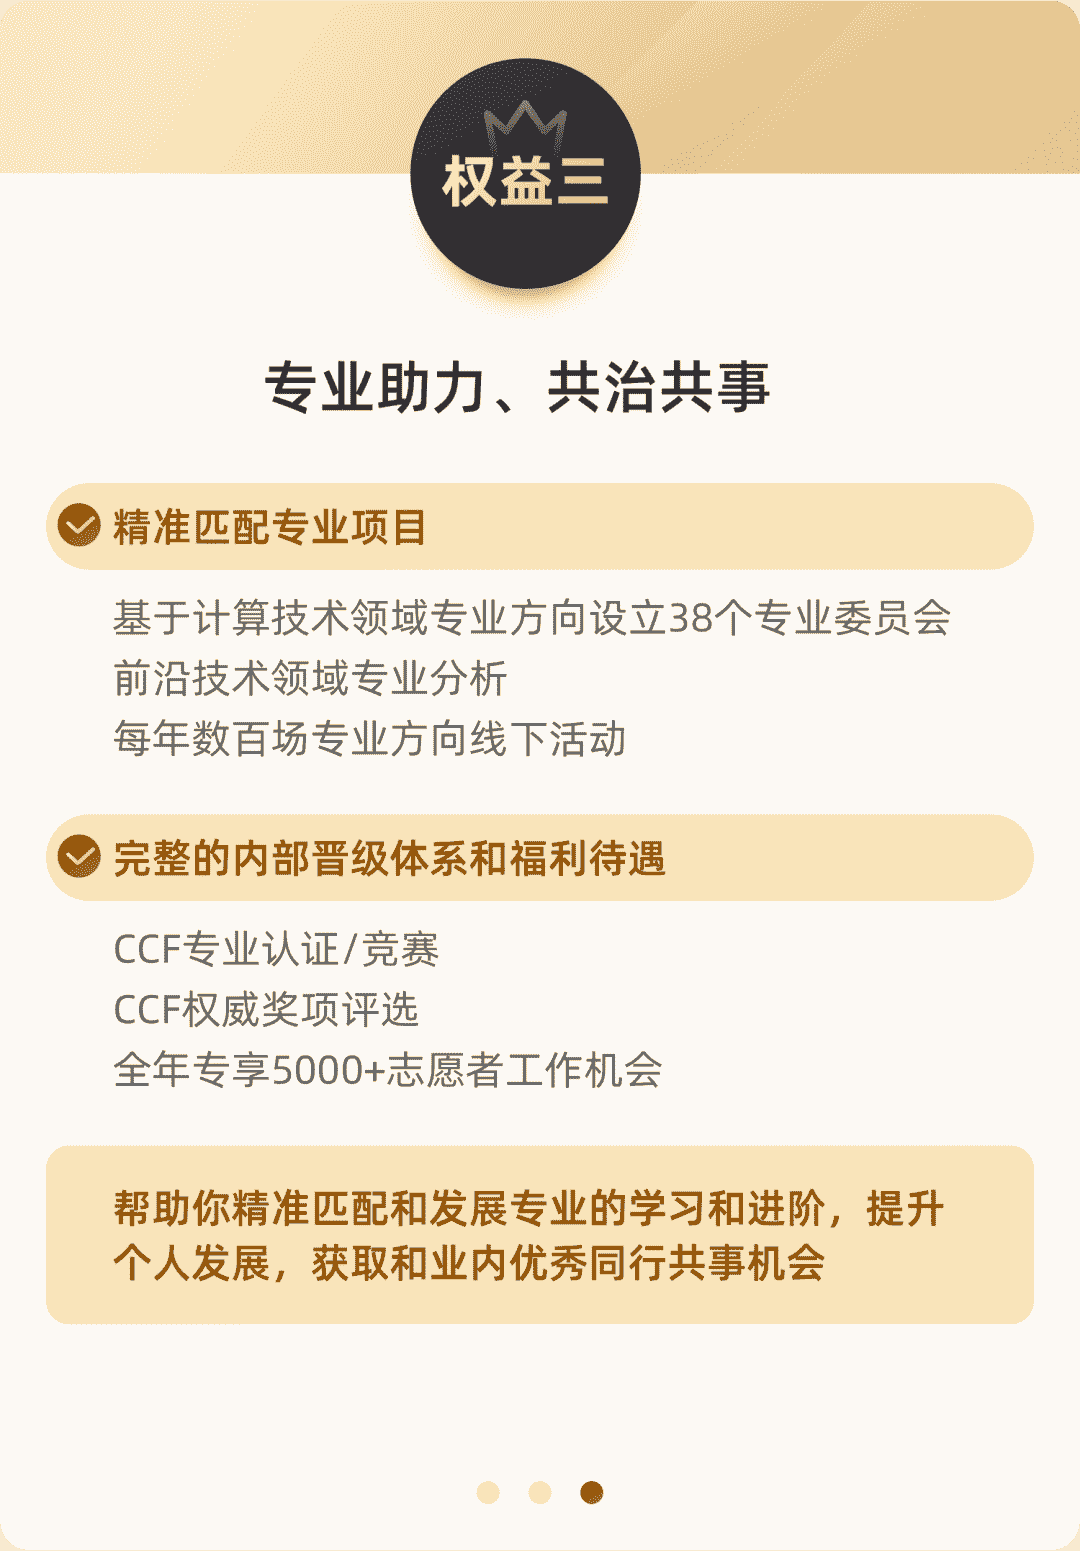 权益三
专业助力、共治共事
精准匹配专业项目
基于计算技术领域专业方向设立38个专业委员会
前沿技术领域专业分析
每年数百场专业方向线下活动
完整的内部晋级体系和福利待遇
CCF专业认证/竞赛
CCF权威奖项评选
全年专享5000+志愿者工作机会
帮助你精准匹配和发展专业的学习和进阶，提升
个人发展，获取和业内优秀同行共事机会